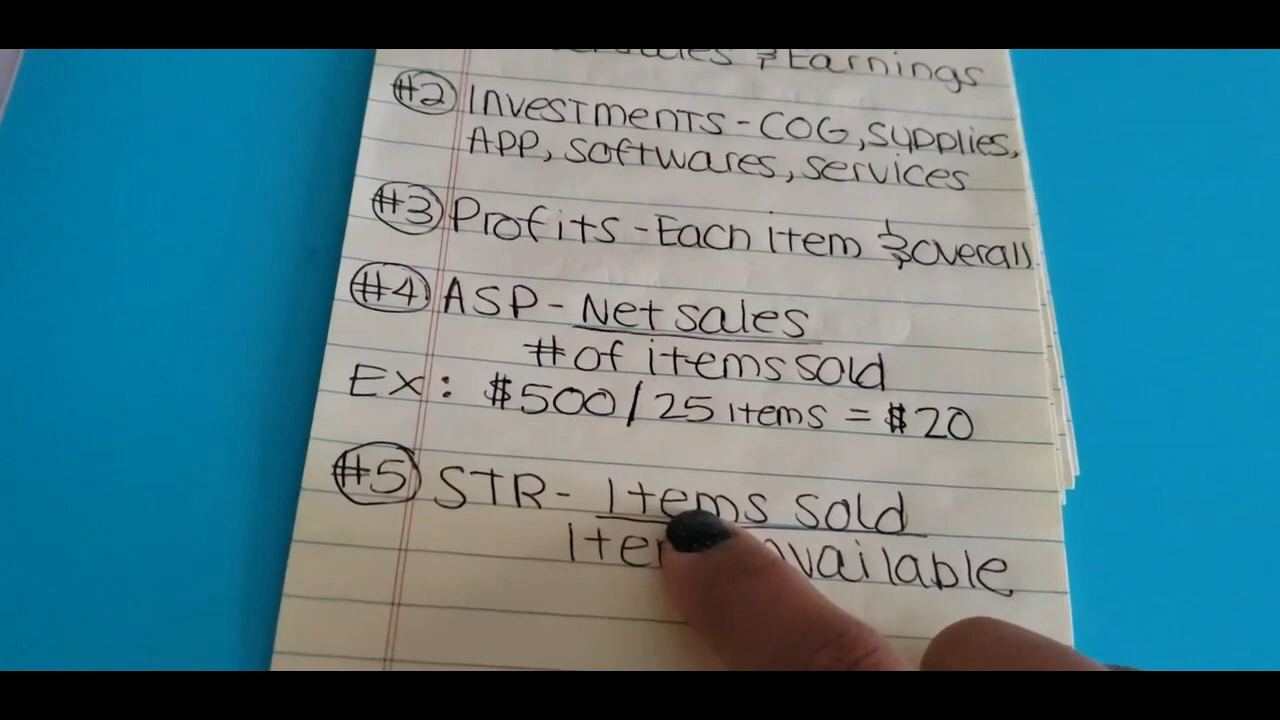 & Earnings
#2 Investments - COG, supplies,
APP, softwares, services
#3 Profits - Each item & overall
#4 ASP - Net sales
# of items sold
Ex: $500/25 items = $20
#5 STR - Items sold
available